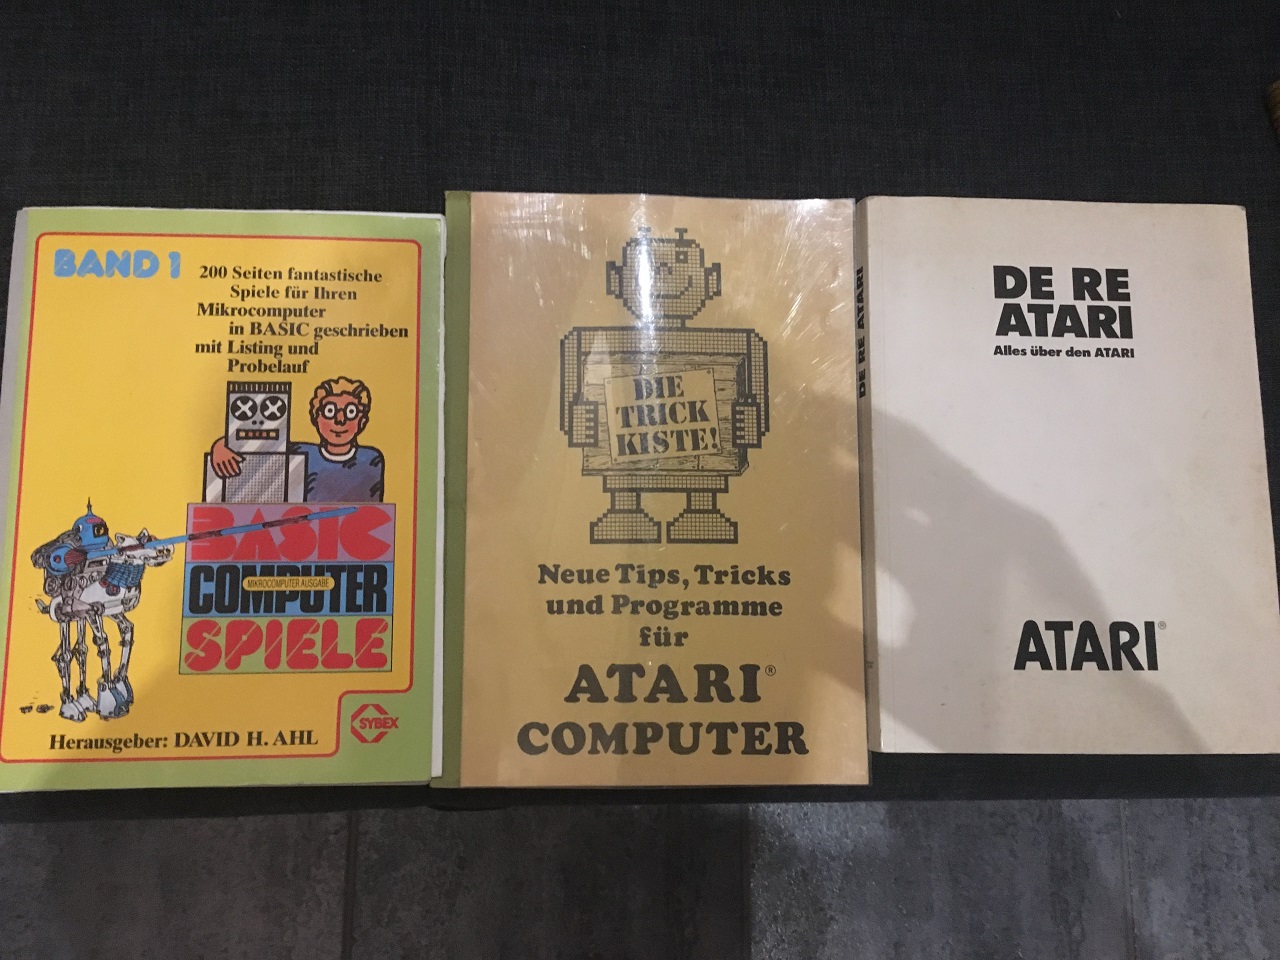 BAND 1
200 Seiten fantastische
Spiele für Ihren
Mikrocomputer
in BASIC geschrieben
mit Listing und
Probelauf
BASIC
COMPUTER
MIKROCOMPUTER AUSGABE
SPIELE
Herausgeber: DAVID H. AHL
SYBEX
DIE
TRICK
KISTE!
Neue Tips, Tricks
und Programme
für
ATARI®
COMPUTER
DE RE ATARI
DE RE
ATARI
Alles über den ATARI
ATARI®